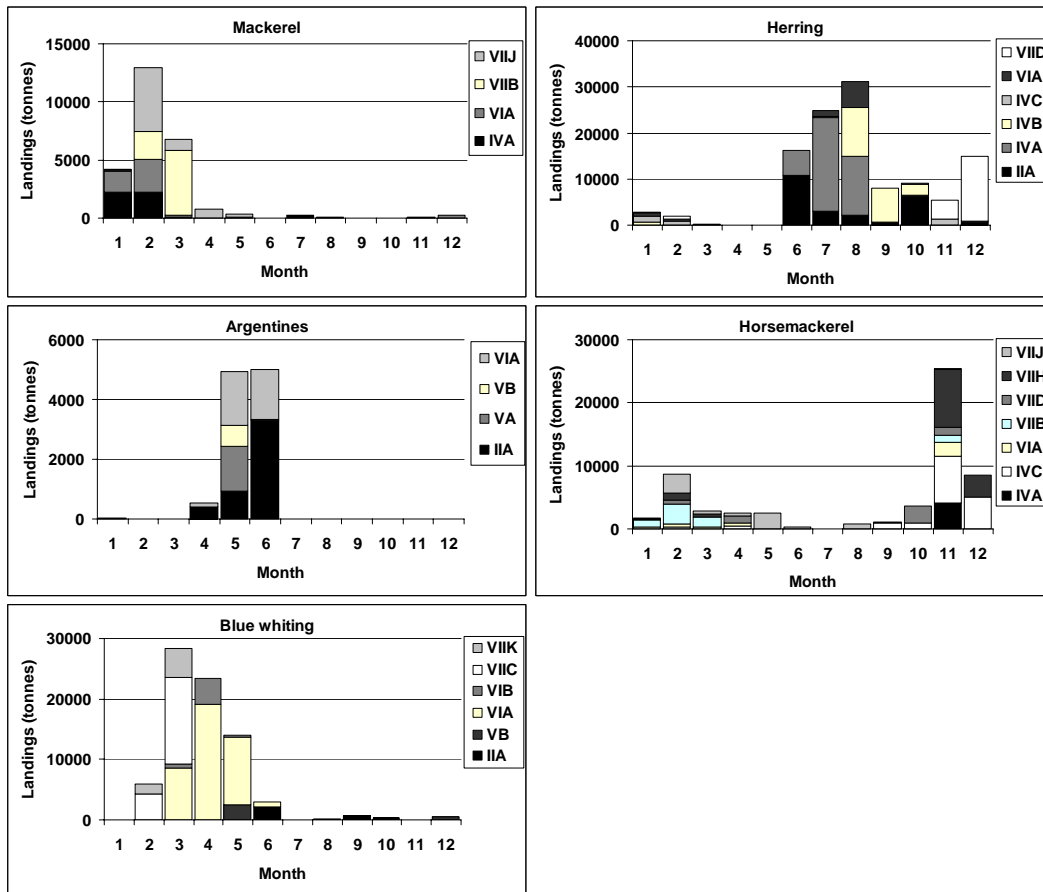 Mackerel
Landings (tonnes)
15000
10000
5000
0
1 2 3 4 5 6 7 8 9 10 11 12
Month
VIIJ
VIIB
VIA
IVA
Herring
Landings (tonnes)
40000
30000
20000
10000
0
1 2 3 4 5 6 7 8 9 10 11 12
Month
VIID
VIA
IVC
IVB
IVA
IIA
Argentines
Landings (tonnes)
6000
4000
2000
0
1 2 3 4 5 6 7 8 9 10 11 12
Month
VIA
VB
VA
IIA
Horsemackerel
Landings (tonnes)
30000
20000
10000
0
1 2 3 4 5 6 7 8 9 10 11 12
Month
VIIJ
VIIH
VIID
VIIB
VIA
IVC
IVA
Blue whiting
Landings (tonnes)
30000
20000
10000
0
1 2 3 4 5 6 7 8 9 10 11 12
Month
VIIK
VIIC
VIB
VIA
VB
IIA